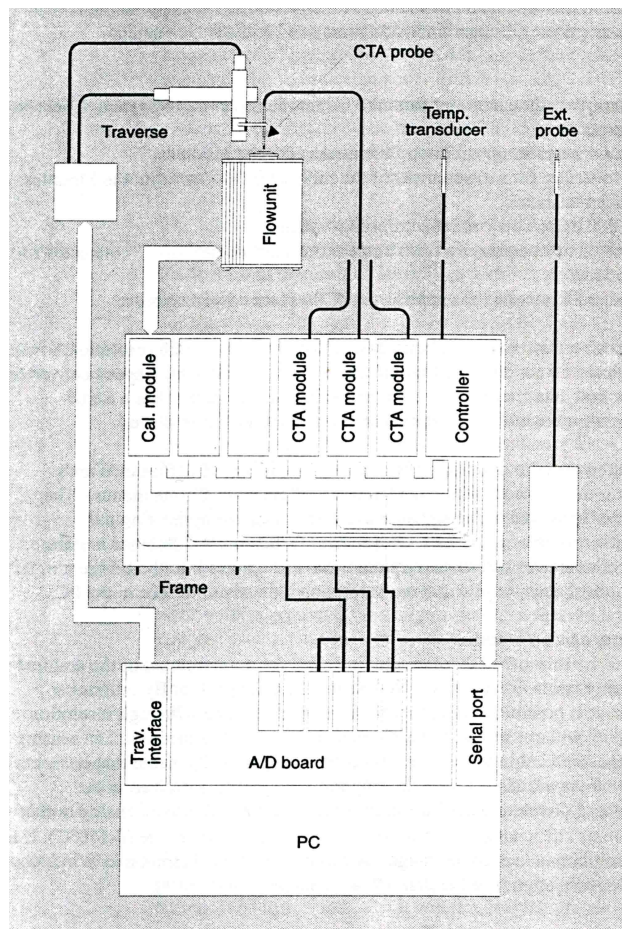 CTA probe
Temp.
transducer
Ext.
probe
Traverse
Flowunit
Cal. module
CTA module
CTA module
CTA module
Controller
Frame
Trav.
interface
A/D board
Serial port
PC